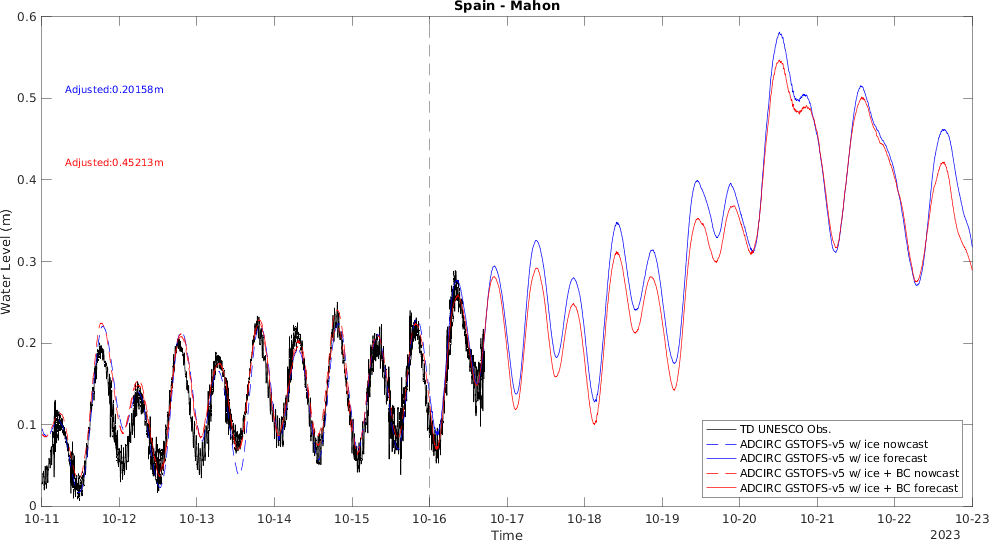 Spain - Mahon
Water Level (m)
0.6
0.5
0.4
0.3
0.2
0.1
0
Adjusted:0.20158m
Adjusted:0.45213m
TD UNESCO Obs.
ADCIRC GSTOFS-v5 w/ ice nowcast
ADCIRC GSTOFS-v5 w/ ice forecast
ADCIRC GSTOFS-v5 w/ ice + BC nowcast
ADCIRC GSTOFS-v5 w/ ice + BC forecast
10-11 10-12 10-13 10-14 10-15 10-16 10-17 10-18 10-19 10-20 10-21 10-22 10-23
Time
2023